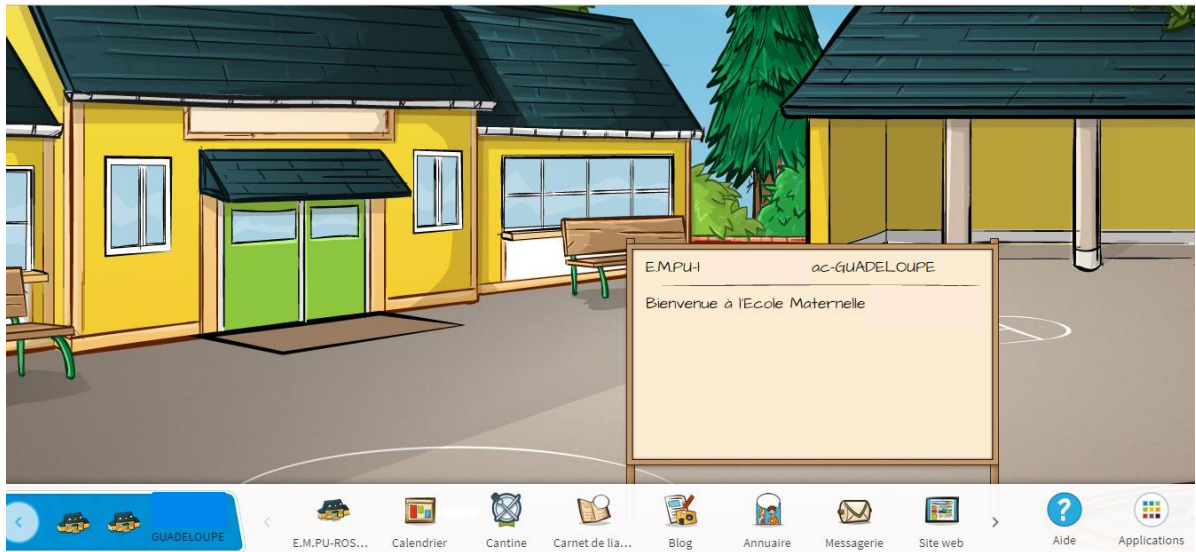 E.M.PU-I ac-GUADELOUPE
Bienvenue à l'Ecole Maternelle
GUADELOUPE
E.M.PU-ROS...
Calendrier
Cantine
Carnet de lia...
Blog
Annuaire
Messagerie
Site web
Aide
Applications